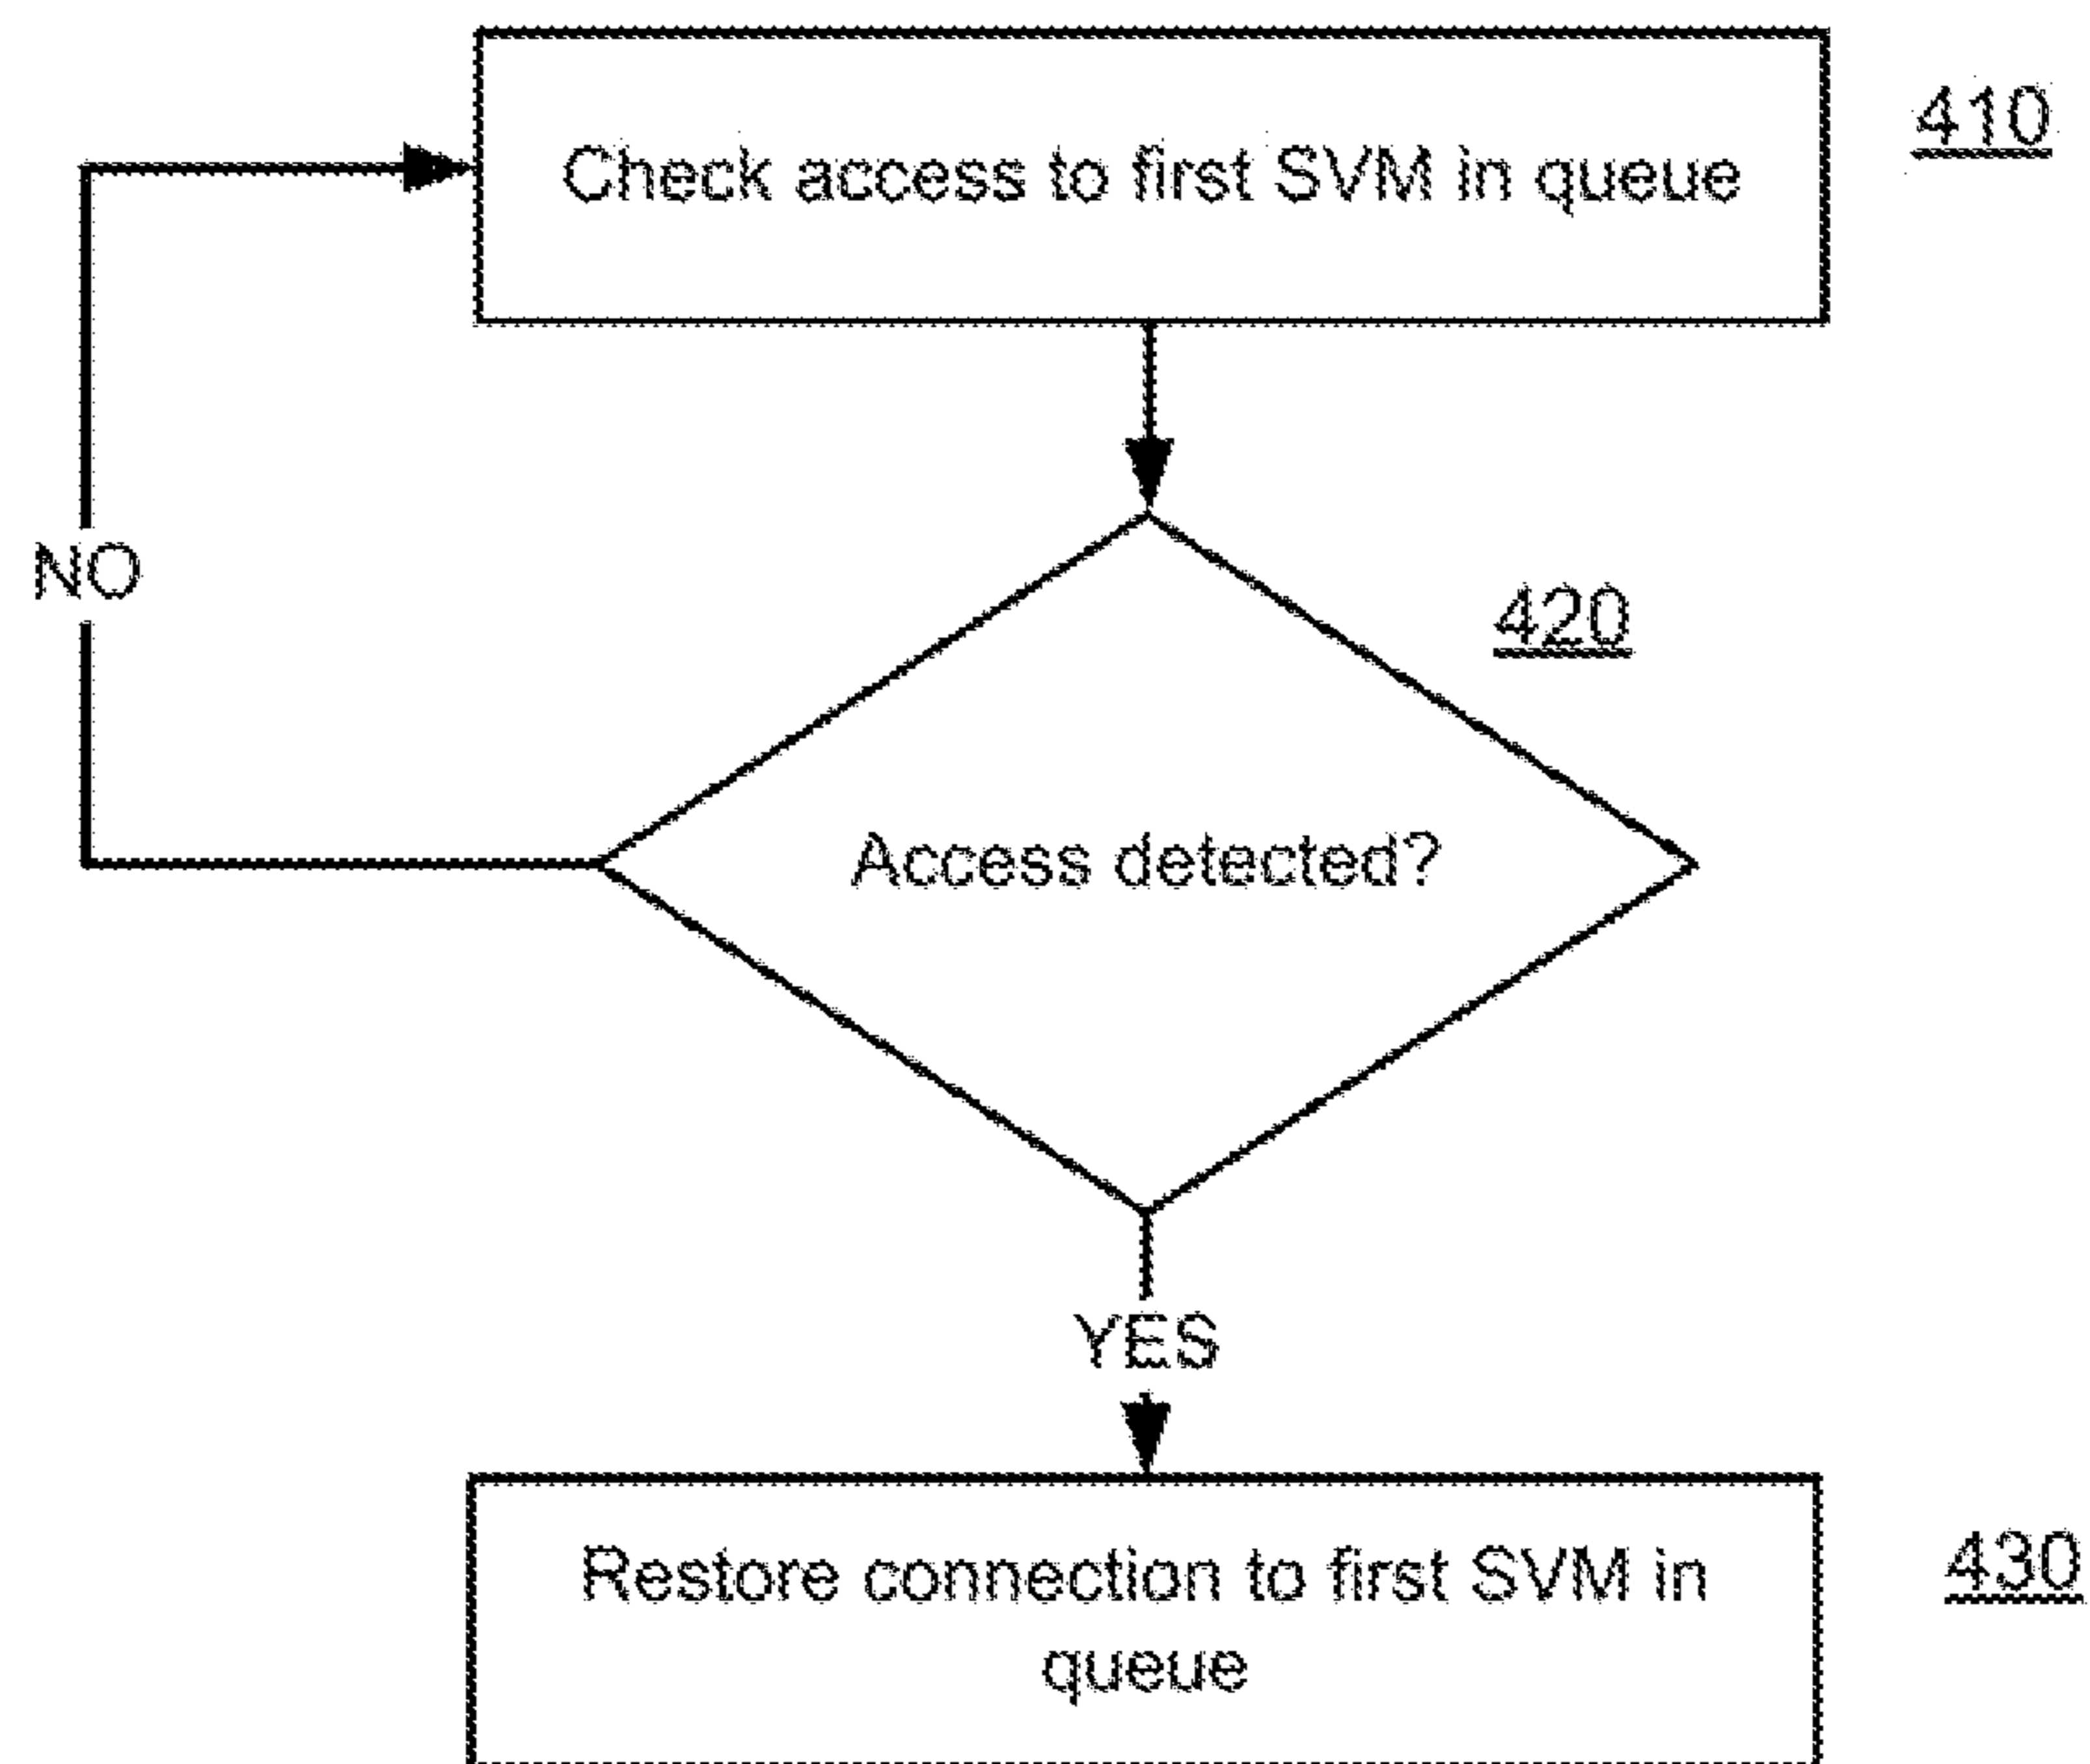 Check access to first SVM in queue
410
NO
420
Access detected?
YES
Restore connection to first SVM in
queue
430